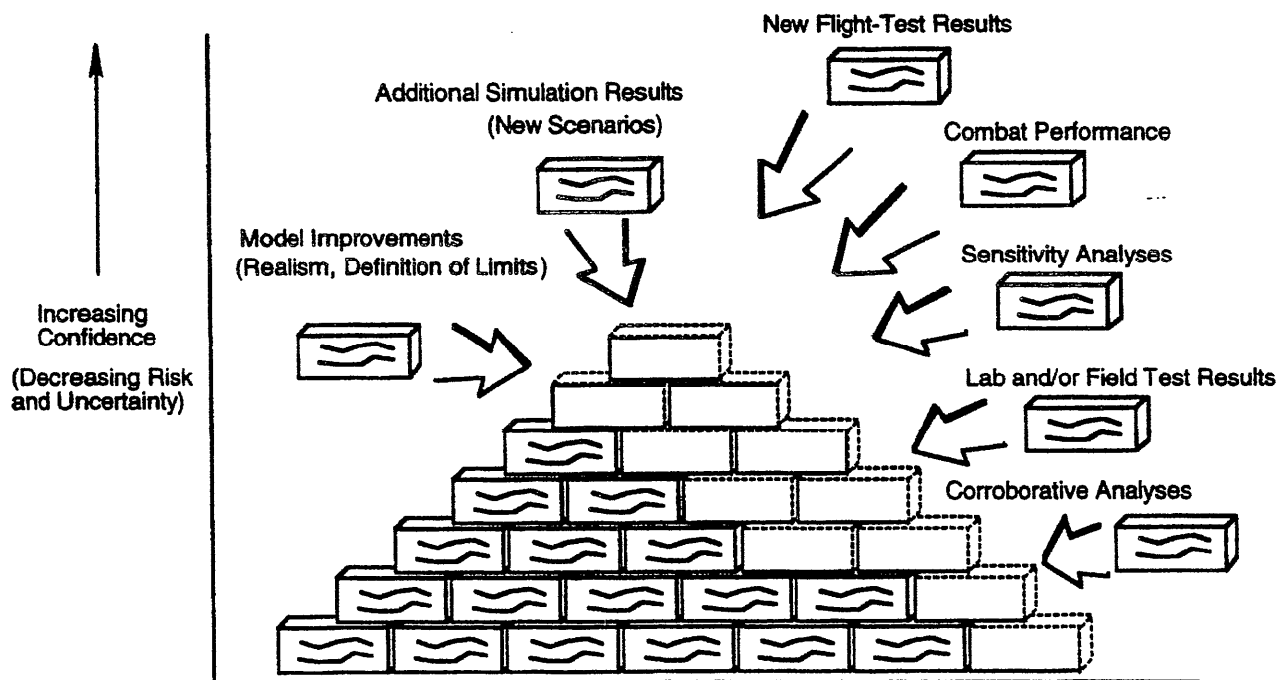 New Flight-Test Results
Additional Simulation Results
(New Scenarios)
Combat Performance
Model Improvements
(Realism, Definition of Limits)
Sensitivity Analyses
Increasing
Confidence
(Decreasing Risk
and Uncertainty)
Lab and/or Field Test Results
Corroborative Analyses